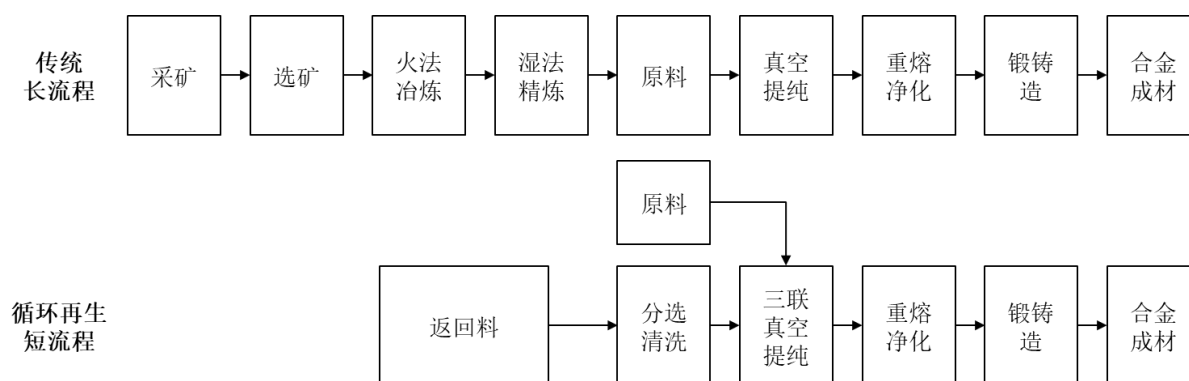 传统
长流程
采矿
选矿
火法
冶炼
湿法
精炼
原料
真空
提纯
重熔
净化
锻铸
造
合金
成材
原料
循环再生
短流程
返回料
分选
清洗
三联
真空
提纯
重熔
净化
锻铸
造
合金
成材